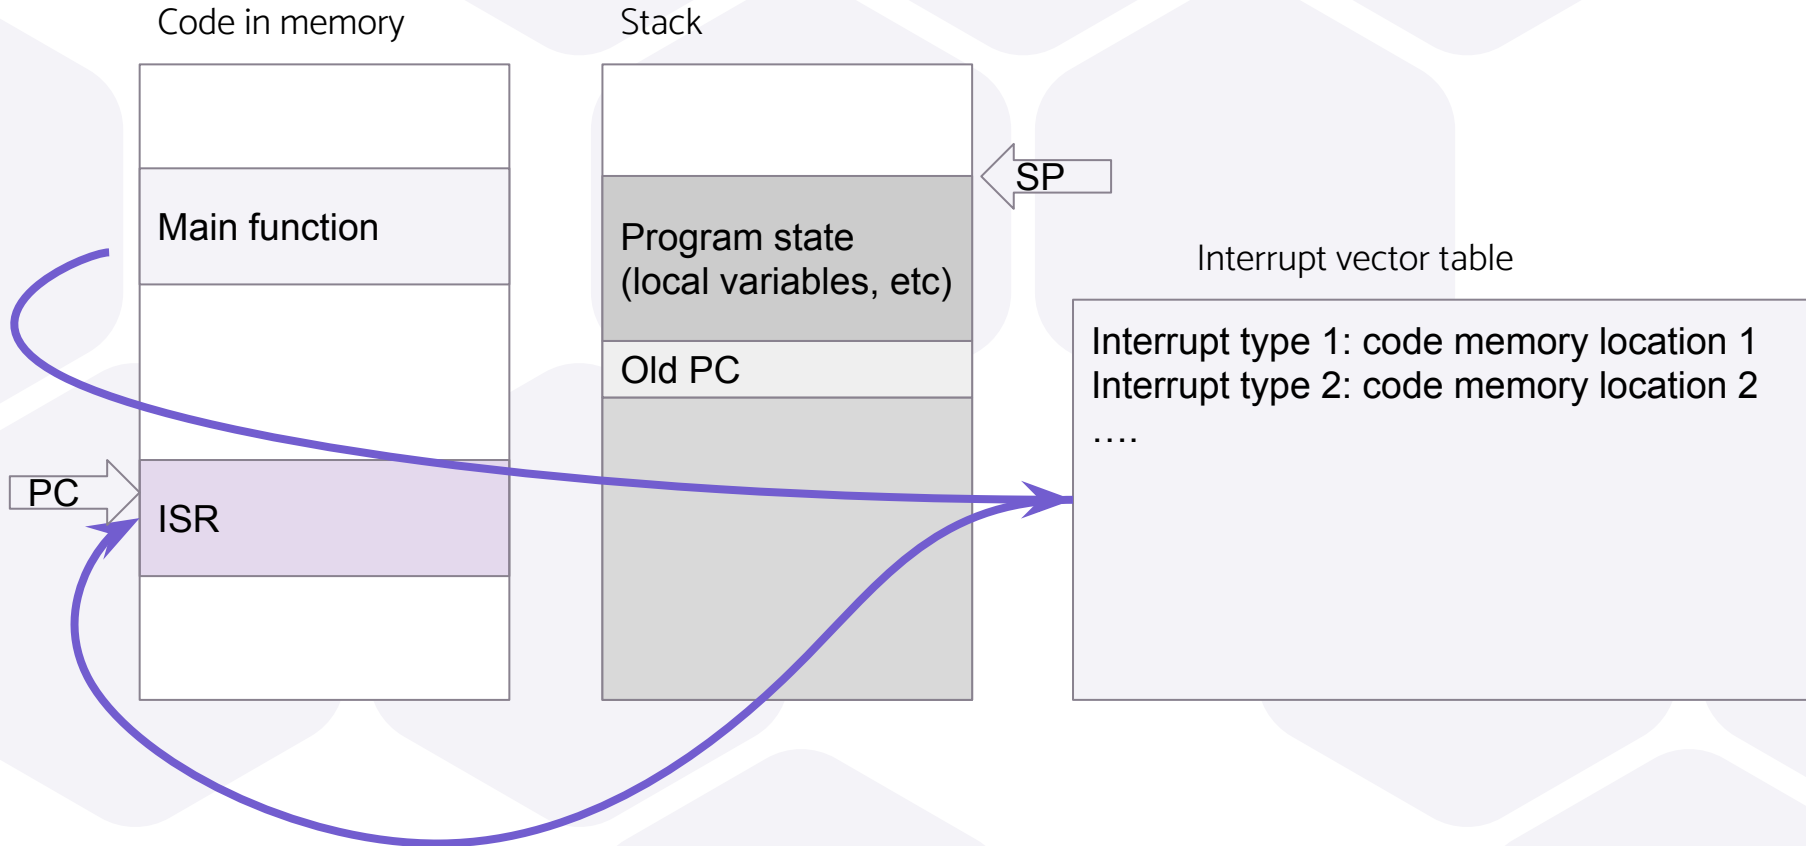 Code in memory
Stack
Main function
SP
Program state
(local variables, etc)
Interrupt vector table
Interrupt type 1: code memory location 1
Interrupt type 2: code memory location 2
....
Old PC
PC
ISR